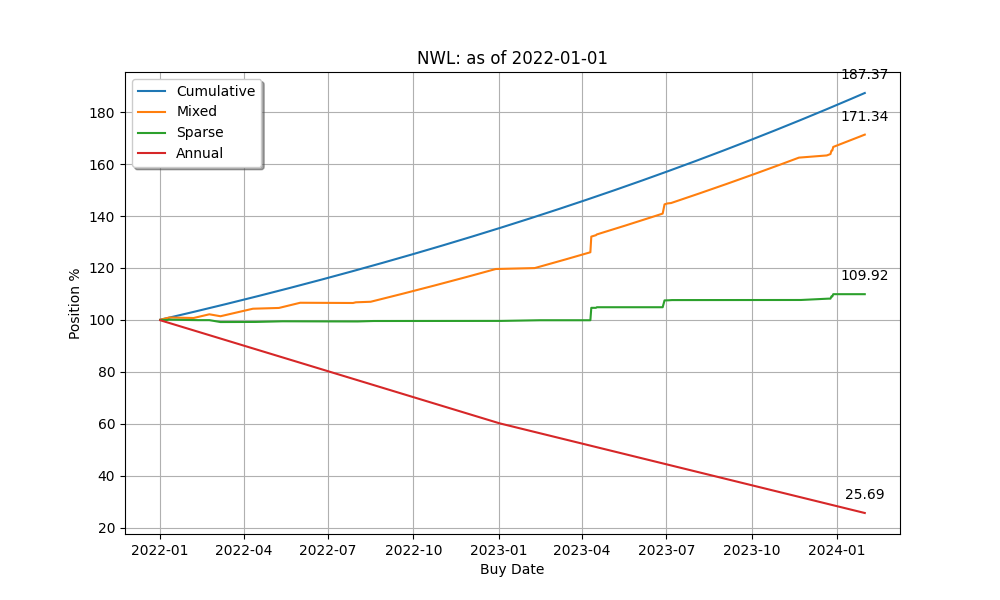 NWL: as of 2022-01-01
Cumulative
Mixed
Sparse
Annual
187.37
171.34
109.92
25.69
Position %
180
160
140
120
100
80
60
40
20
2022-01 2022-04 2022-07 2022-10 2023-01 2023-04 2023-07 2023-10 2024-01
Buy Date